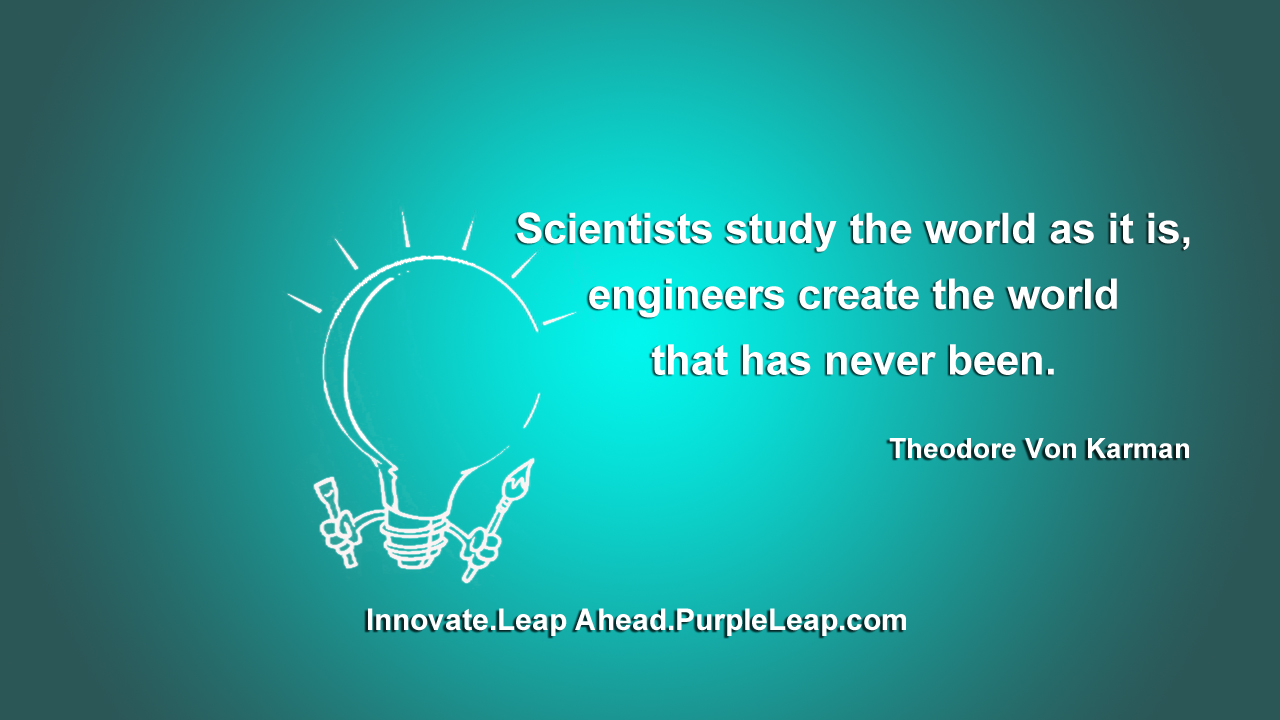 Scientists study the world as it is,
engineers create the world
that has never been.
Theodore Von Karman
Innovate.Leap Ahead.PurpleLeap.com